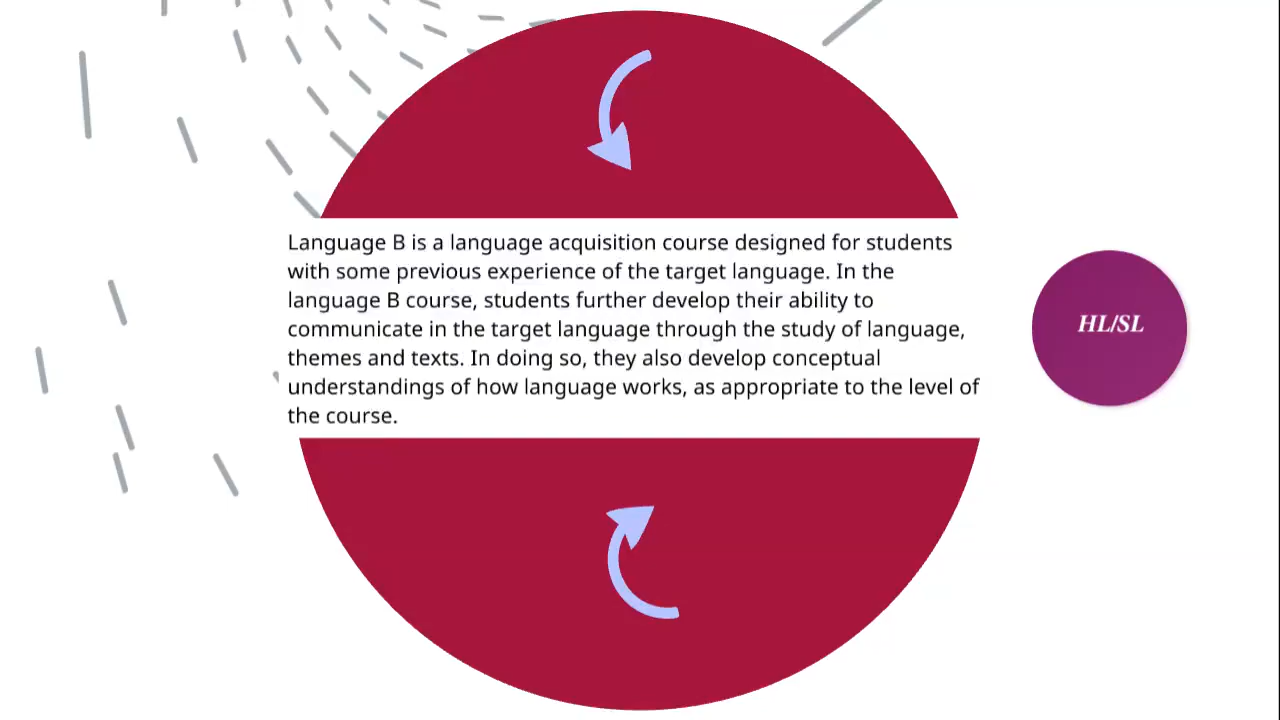 Language B is a language acquisition course designed for students
with some previous experience of the target language. In the
language B course, students further develop their ability to
communicate in the target language through the study of language,
themes and texts. In doing so, they also develop conceptual
understandings of how language works, as appropriate to the level of
the course.
HL/SL